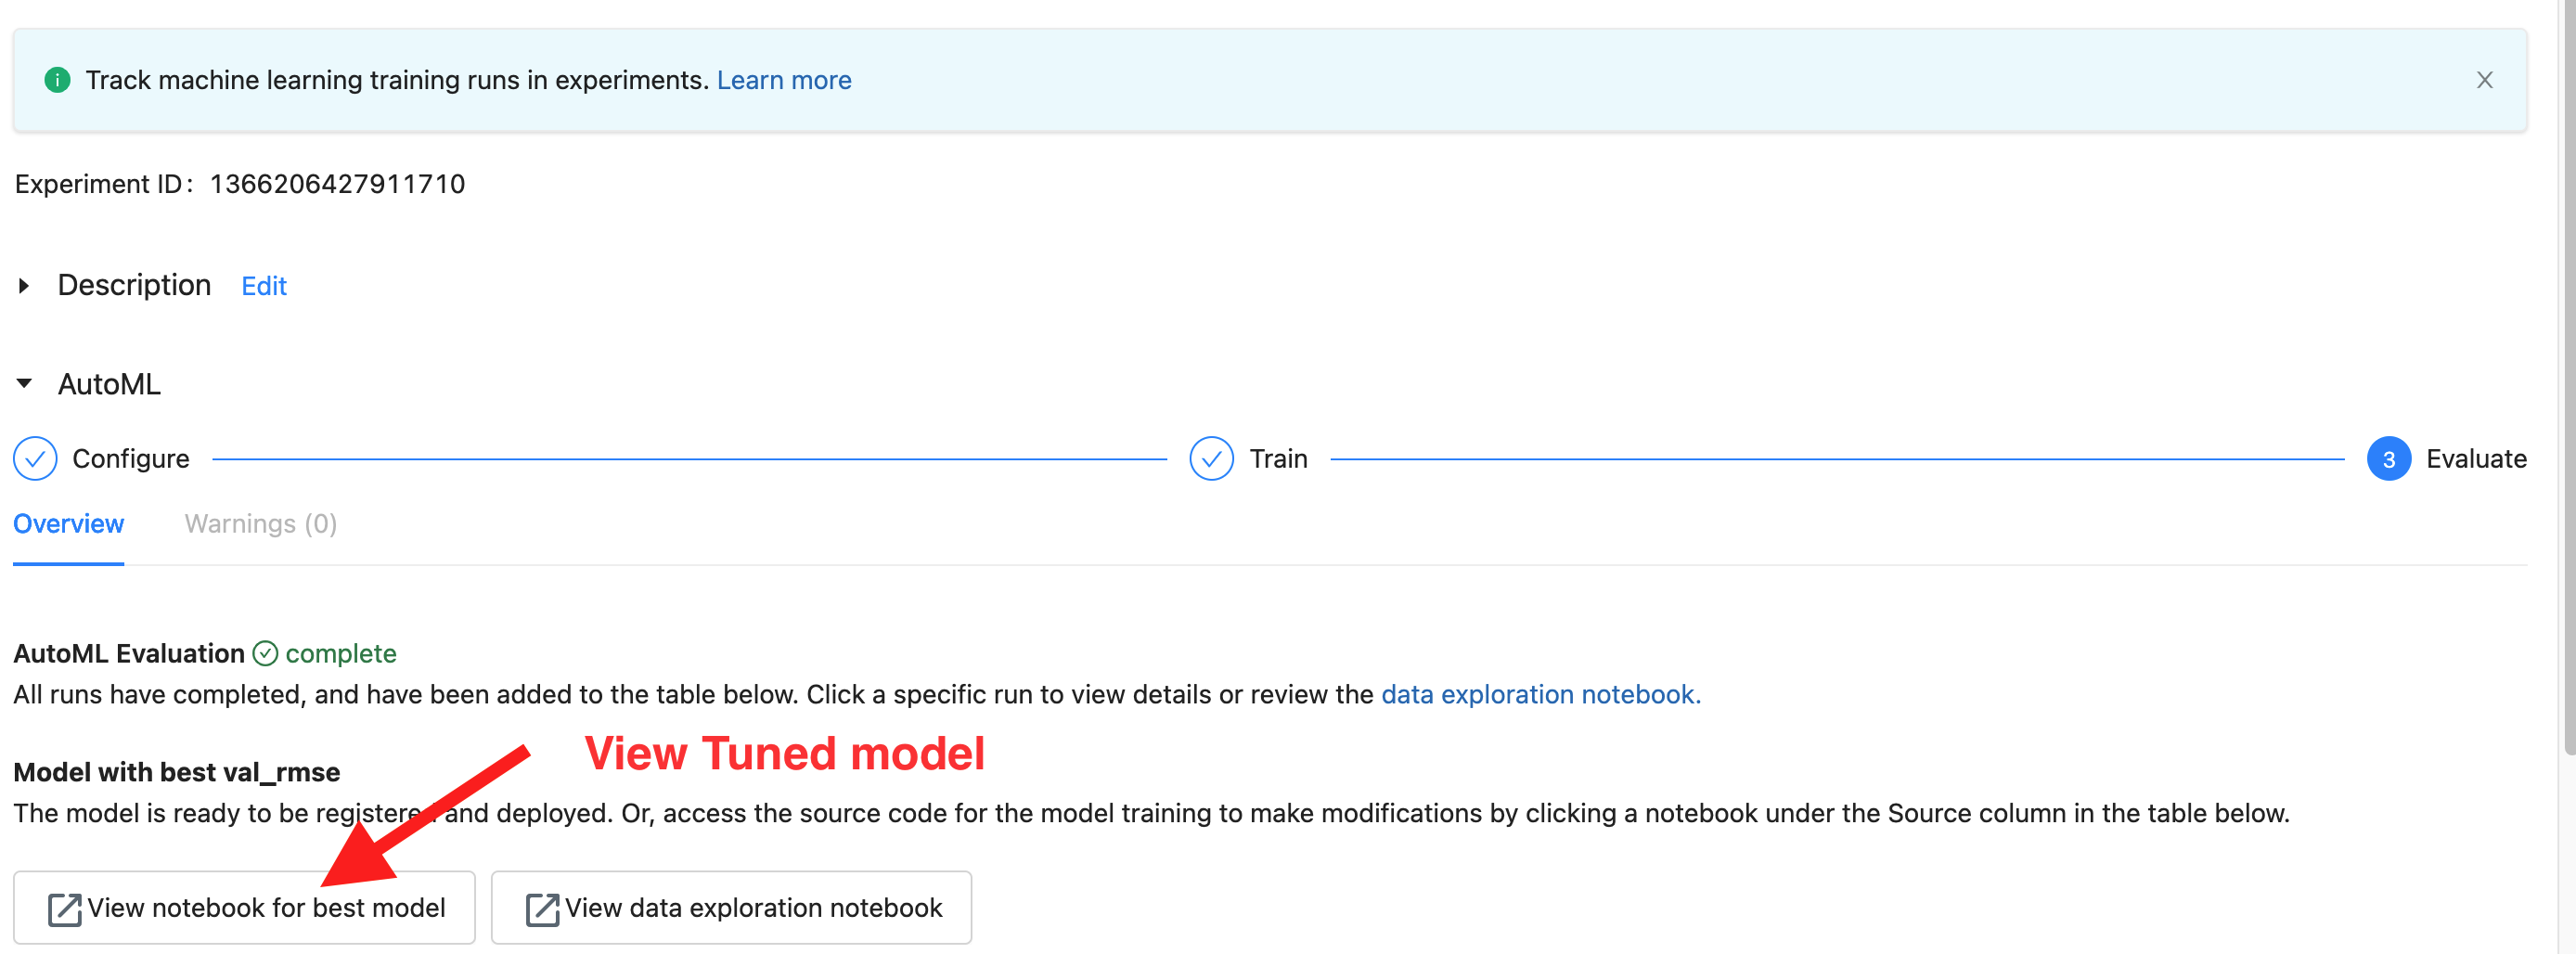 Track machine learning training runs in experiments. Learn more
Experiment ID: 1366206427911710
Description Edit
AutoML
Configure Train 3 Evaluate
Overview Warnings (0)
AutoML Evaluation complete
All runs have completed, and have been added to the table below. Click a specific run to view details or review the data exploration notebook.
View Tuned model
Model with best val_rmse
The model is ready to be registered and deployed. Or, access the source code for the model training to make modifications by clicking a notebook under the Source column in the table below.
View notebook for best model View data exploration notebook